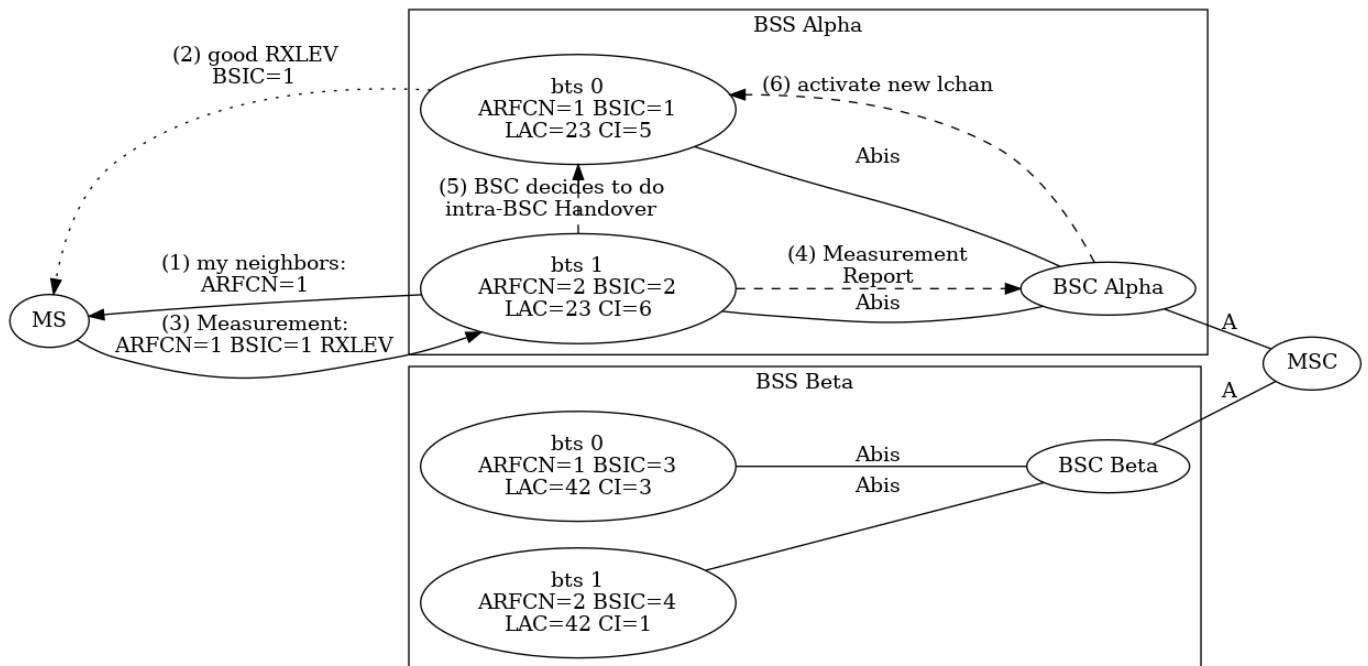 BSS Alpha
(2) good RXLEV
BSIC=1
bts 0
ARFCN=1 BSIC=1
LAC=23 CI=5
(6) activate new lchan
Abis
(5) BSC decides to do
intra-BSC Handover
(1) my neighbors:
ARFCN=1
bts 1
ARFCN=2 BSIC=2
LAC=23 CI=6
(4) Measurement
Report
Abis
BSC Alpha
MS
(3) Measurement:
ARFCN=1 BSIC=1 RXLEV
A
MSC
BSS Beta
A
bts 0
ARFCN=1 BSIC=3
LAC=42 CI=3
Abis
Abis
BSC Beta
bts 1
ARFCN=2 BSIC=4
LAC=42 CI=1